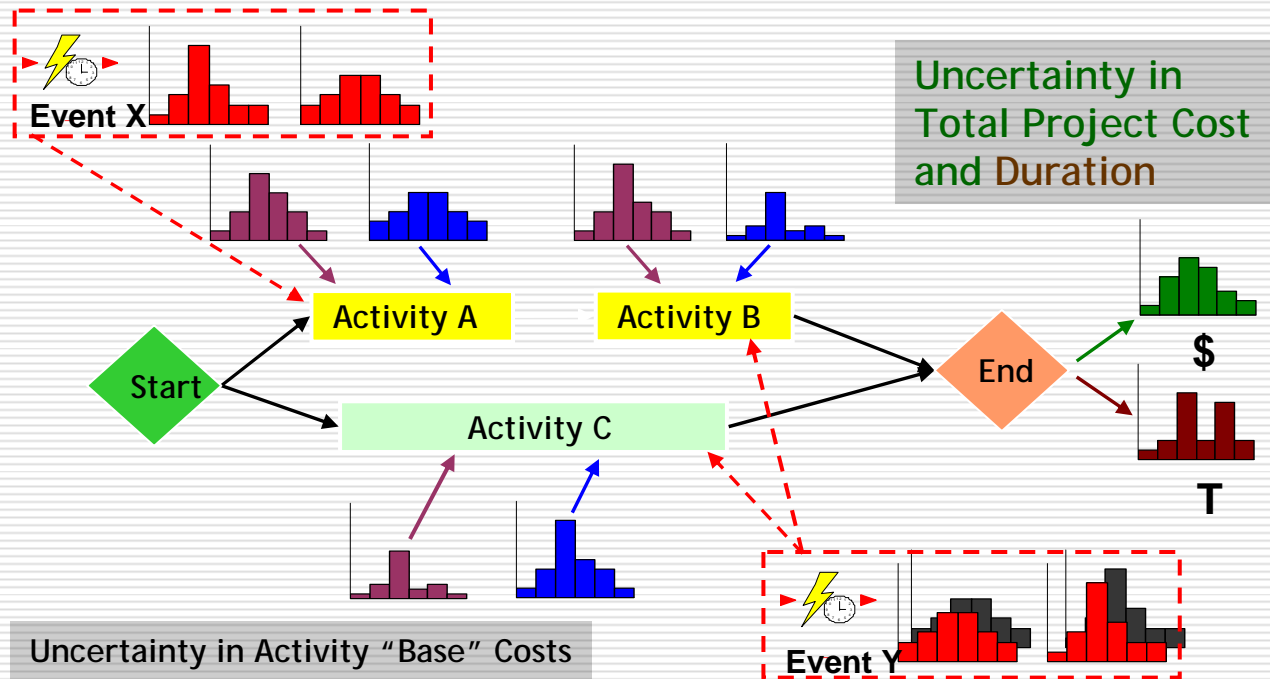 Event X
Uncertainty in
Total Project Cost
and Duration
Activity A
Activity B
Start
End
$
Activity C
T
Event Y
Uncertainty in Activity “Base” Costs